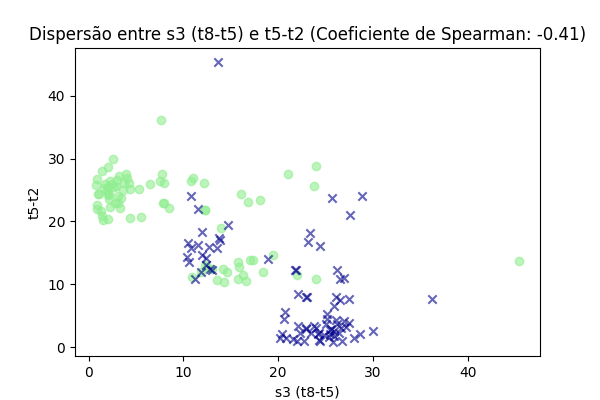 Dispersão entre s3 (t8-t5) e t5-t2 (Coeficiente de Spearman: -0.41)
t5-t2
40
30
20
10
0
0 10 20 30 40
s3 (t8-t5)